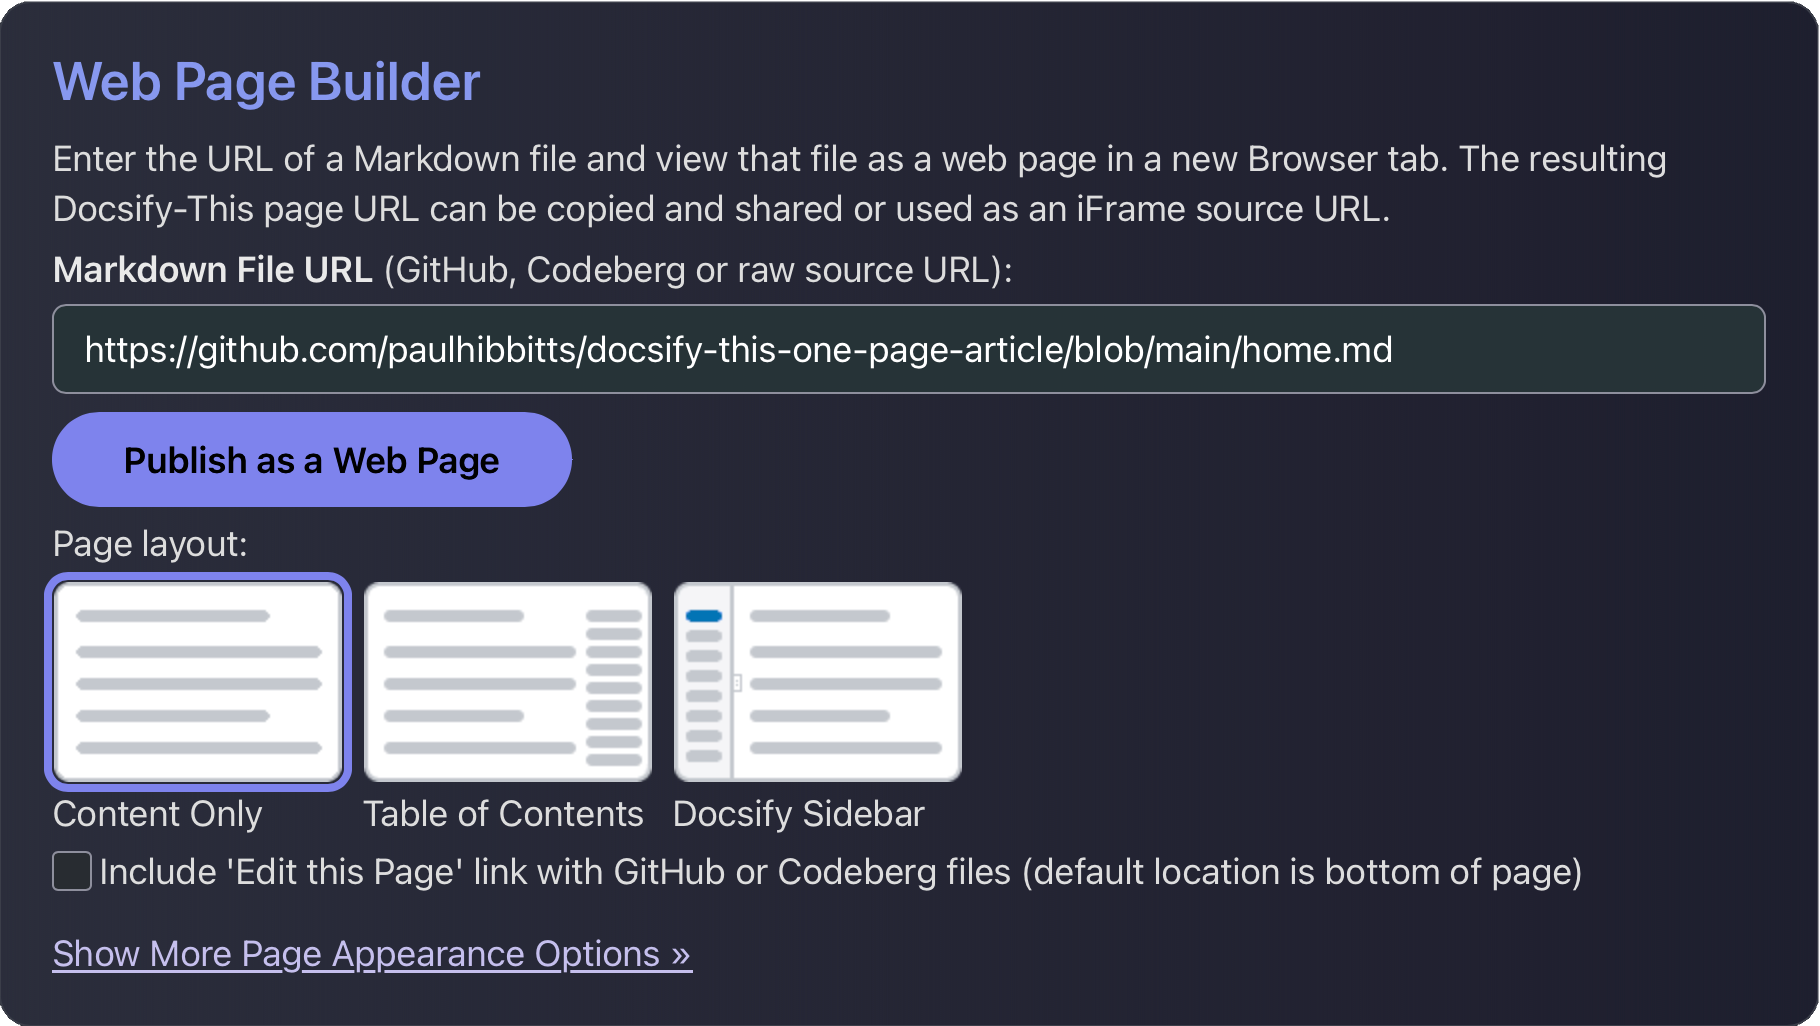 Web Page Builder
Enter the URL of a Markdown file and view that file as a web page in a new Browser tab. The resulting
Docsify-This page URL can be copied and shared or used as an iFrame source URL.
Markdown File URL (GitHub, Codeberg or raw source URL):
https://github.com/paulhibbitts/docsify-this-one-page-article/blob/main/home.md
Publish as a Web Page
Page layout:
Content Only
Table of Contents
Docsify Sidebar
Include 'Edit this Page' link with GitHub or Codeberg files (default location is bottom of page)
Show More Page Appearance Options »